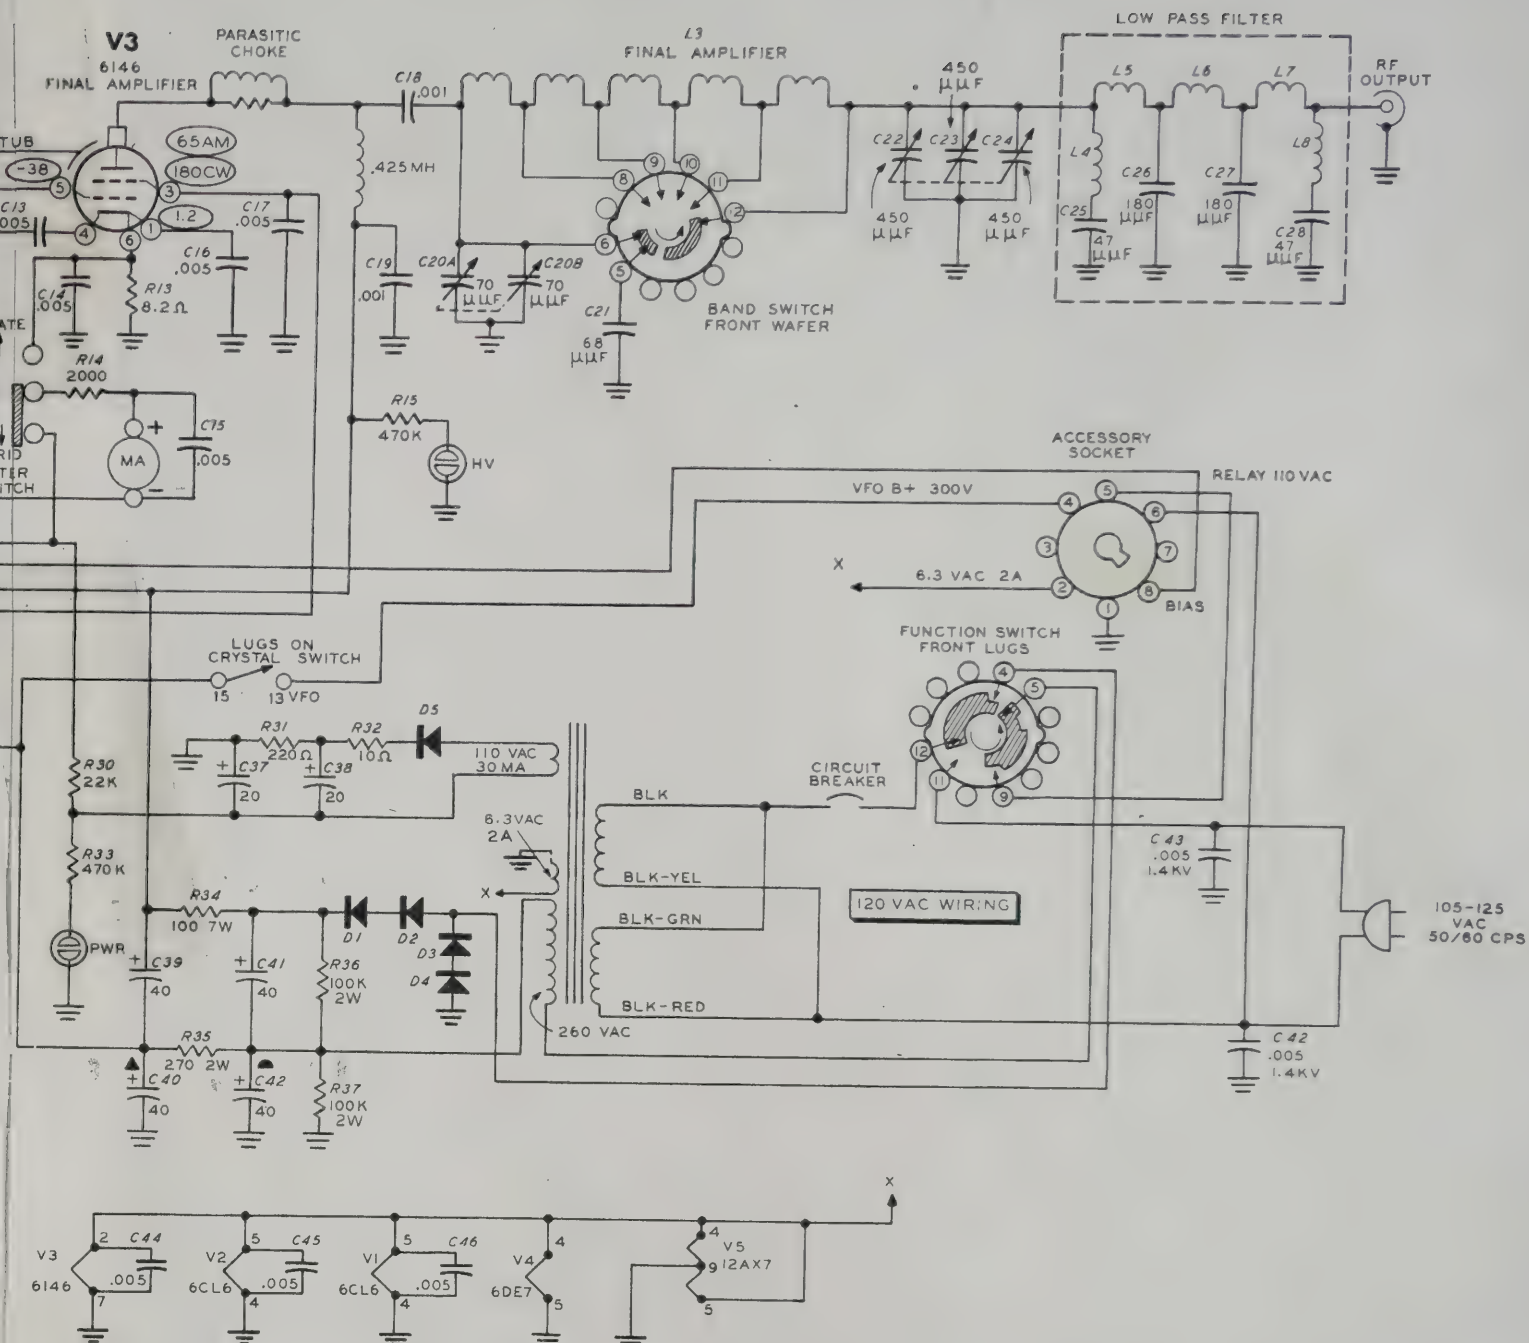 V3
6146
FINAL AMPLIFIER
PARASITIC
CHOKE
C18
.001
L3
FINAL AMPLIFIER
450
µµF
LOW PASS FILTER
L5
L6
L7
RF
OUTPUT
65AM
180CW
-38
5
3
1.2
4
6
1
C13
.005
C17
.005
C16
.005
C14
.005
R13
8.2Ω
.425MH
C19
.001
C20A
70
µµF
C20B
70
µµF
9
10
8
11
12
6
5
C21
68
µµF
BAND SWITCH
FRONT WAFER
C22
C23
C24
450
µµF
450
µµF
L4
C25
47
µµF
C26
180
µµF
C27
180
µµF
L8
C28
47
µµF
R14
2000
MA
+
−
C75
.005
R15
470K
HV
ACCESSORY
SOCKET
RELAY 110 VAC
VFO B+ 300V
4
5
6
3
7
X
6.3 VAC 2A
2
8
1
BIAS
LUGS ON
CRYSTAL SWITCH
15
13 VFO
FUNCTION SWITCH
FRONT LUGS
4
5
12
11
9
R30
22K
R31
220Ω
R32
10Ω
D5
+
C37
20
+
C38
20
110 VAC
30 MA
R33
470K
PWR
6.3VAC
2A
X
BLK
BLK-YEL
BLK-GRN
BLK-RED
260 VAC
CIRCUIT
BREAKER
120 VAC WIRING
C43
.005
1.4KV
105-125
VAC
50/60 CPS
R34
100 7W
D1
D2
D3
D4
+
C39
40
+
C41
40
R36
100K
2W
R35
270 2W
+
C40
40
+
C42
40
R37
100K
2W
C42
.005
1.4KV
X
V3
6146
2
7
C44
.005
V2
6CL6
5
4
C45
.005
V1
6CL6
5
4
C46
.005
V4
6DE7
4
5
V5
12AX7
4
9
5